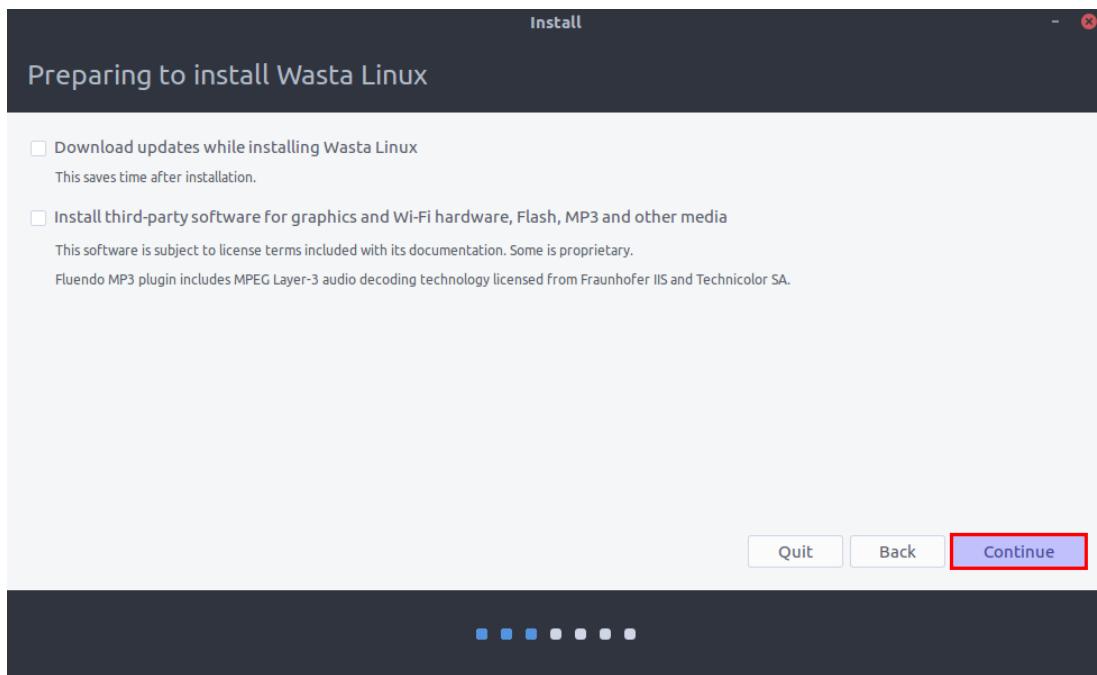 Install
Preparing to install Wasta Linux
Download updates while installing Wasta Linux
This saves time after installation.
Install third-party software for graphics and Wi-Fi hardware, Flash, MP3 and other media
This software is subject to license terms included with its documentation. Some is proprietary.
Fluendo MP3 plugin includes MPEG Layer-3 audio decoding technology licensed from Fraunhofer IIS and Technicolor SA.
Quit Back Continue